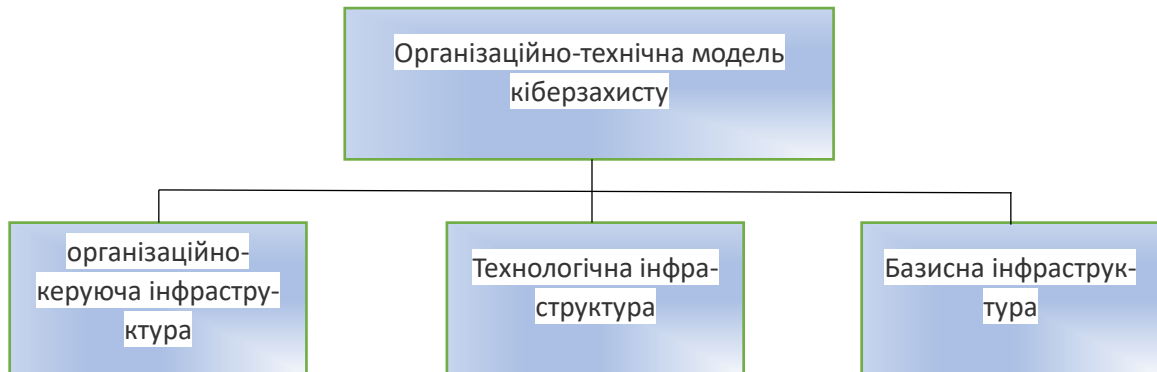 Організаційно-технічна модель
кіберзахисту
організаційно-
керуюча інфрастру-
ктура
Технологічна інфра-
структура
Базисна інфраструк-
тура